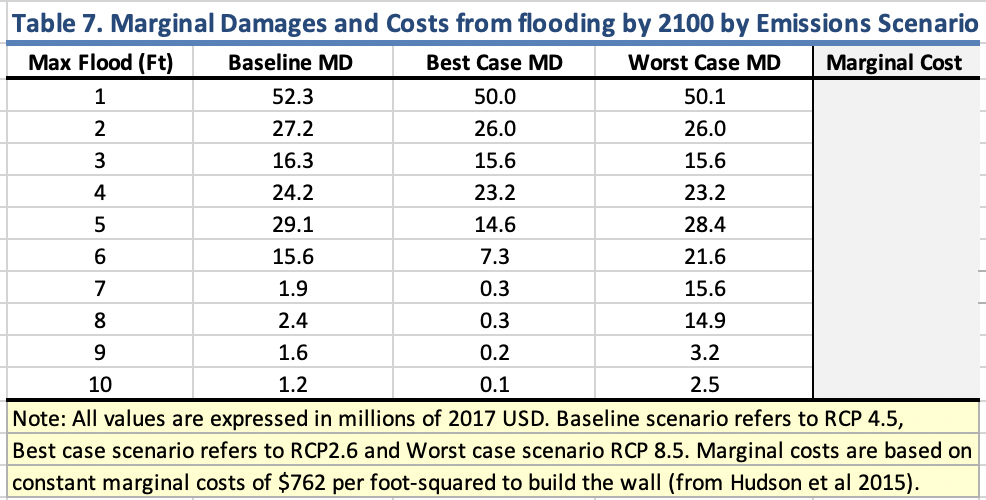 Table 7. Marginal Damages and Costs from flooding by 2100 by Emissions Scenario
Max Flood (Ft) Baseline MD Best Case MD Worst Case MD Marginal Cost
1 52.3 50.0 50.1
2 27.2 26.0 26.0
3 16.3 15.6 15.6
4 24.2 23.2 23.2
5 29.1 14.6 28.4
6 15.6 7.3 21.6
7 1.9 0.3 15.6
8 2.4 0.3 14.9
9 1.6 0.2 3.2
10 1.2 0.1 2.5
Note: All values are expressed in millions of 2017 USD. Baseline scenario refers to RCP 4.5,
Best case scenario refers to RCP2.6 and Worst case scenario RCP 8.5. Marginal costs are based on
constant marginal costs of $762 per foot-squared to build the wall (from Hudson et al 2015).